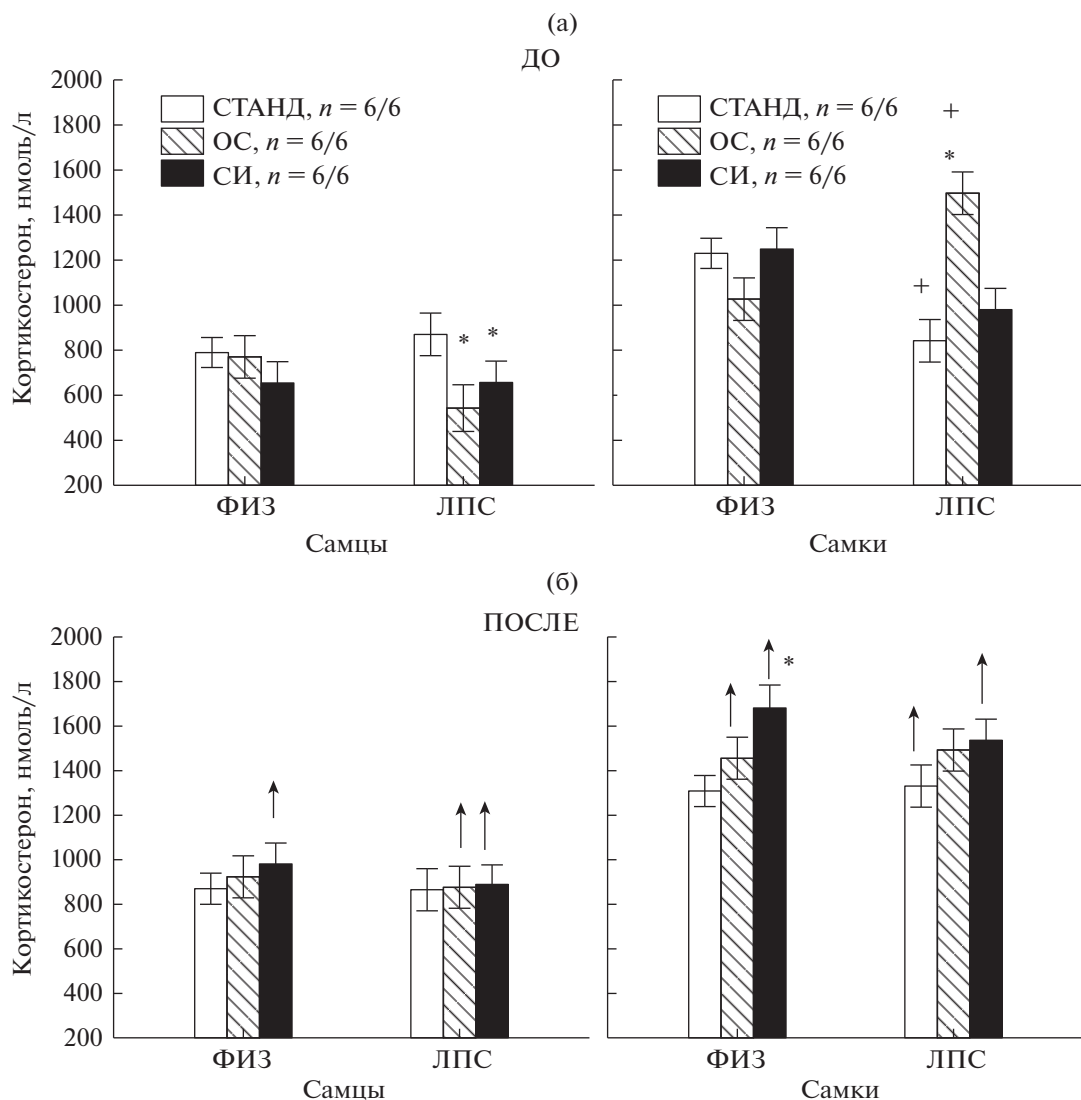 (а)
ДО
Кортикостерон, нмоль/л
2000
1800
1600
1400
1200
1000
800
600
400
200
СТАНД, n = 6/6
ОС, n = 6/6
СИ, n = 6/6
* *
ФИЗ ЛПС
Самцы
СТАНД, n = 6/6
ОС, n = 6/6
СИ, n = 6/6
+
*
+
ФИЗ ЛПС
Самки
(б)
ПОСЛЕ
Кортикостерон, нмоль/л
2000
1800
1600
1400
1200
1000
800
600
400
200
ФИЗ ЛПС
Самцы
*
ФИЗ ЛПС
Самки